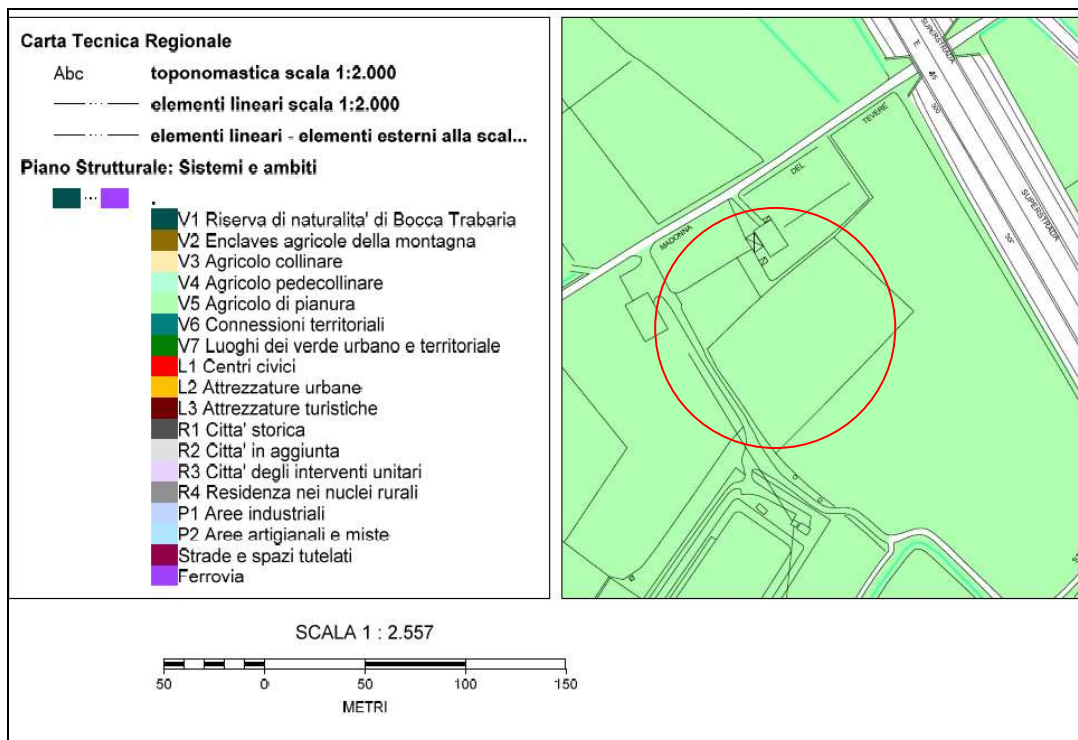 Carta Tecnica Regionale
Abc toponomastica scala 1:2.000
elementi lineari scala 1:2.000
elementi lineari - elementi esterni alla scal...
Piano Strutturale: Sistemi e ambiti
... .
V1 Riserva di naturalita' di Bocca Trabaria
V2 Enclaves agricole della montagna
V3 Agricolo collinare
V4 Agricolo pedecollinare
V5 Agricolo di pianura
V6 Connessioni territoriali
V7 Luoghi dei verde urbano e territoriale
L1 Centri civici
L2 Attrezzature urbane
L3 Attrezzature turistiche
R1 Citta' storica
R2 Citta' in aggiunta
R3 Citta' degli interventi unitari
R4 Residenza nei nuclei rurali
P1 Aree industriali
P2 Aree artigianali e miste
Strade e spazi tutelati
Ferrovia
MADONNA DEL TEVERE
SUPERSTRADA
E 45
SUPERSTRADA
SCALA 1 : 2.557
50 0 50 100 150
METRI